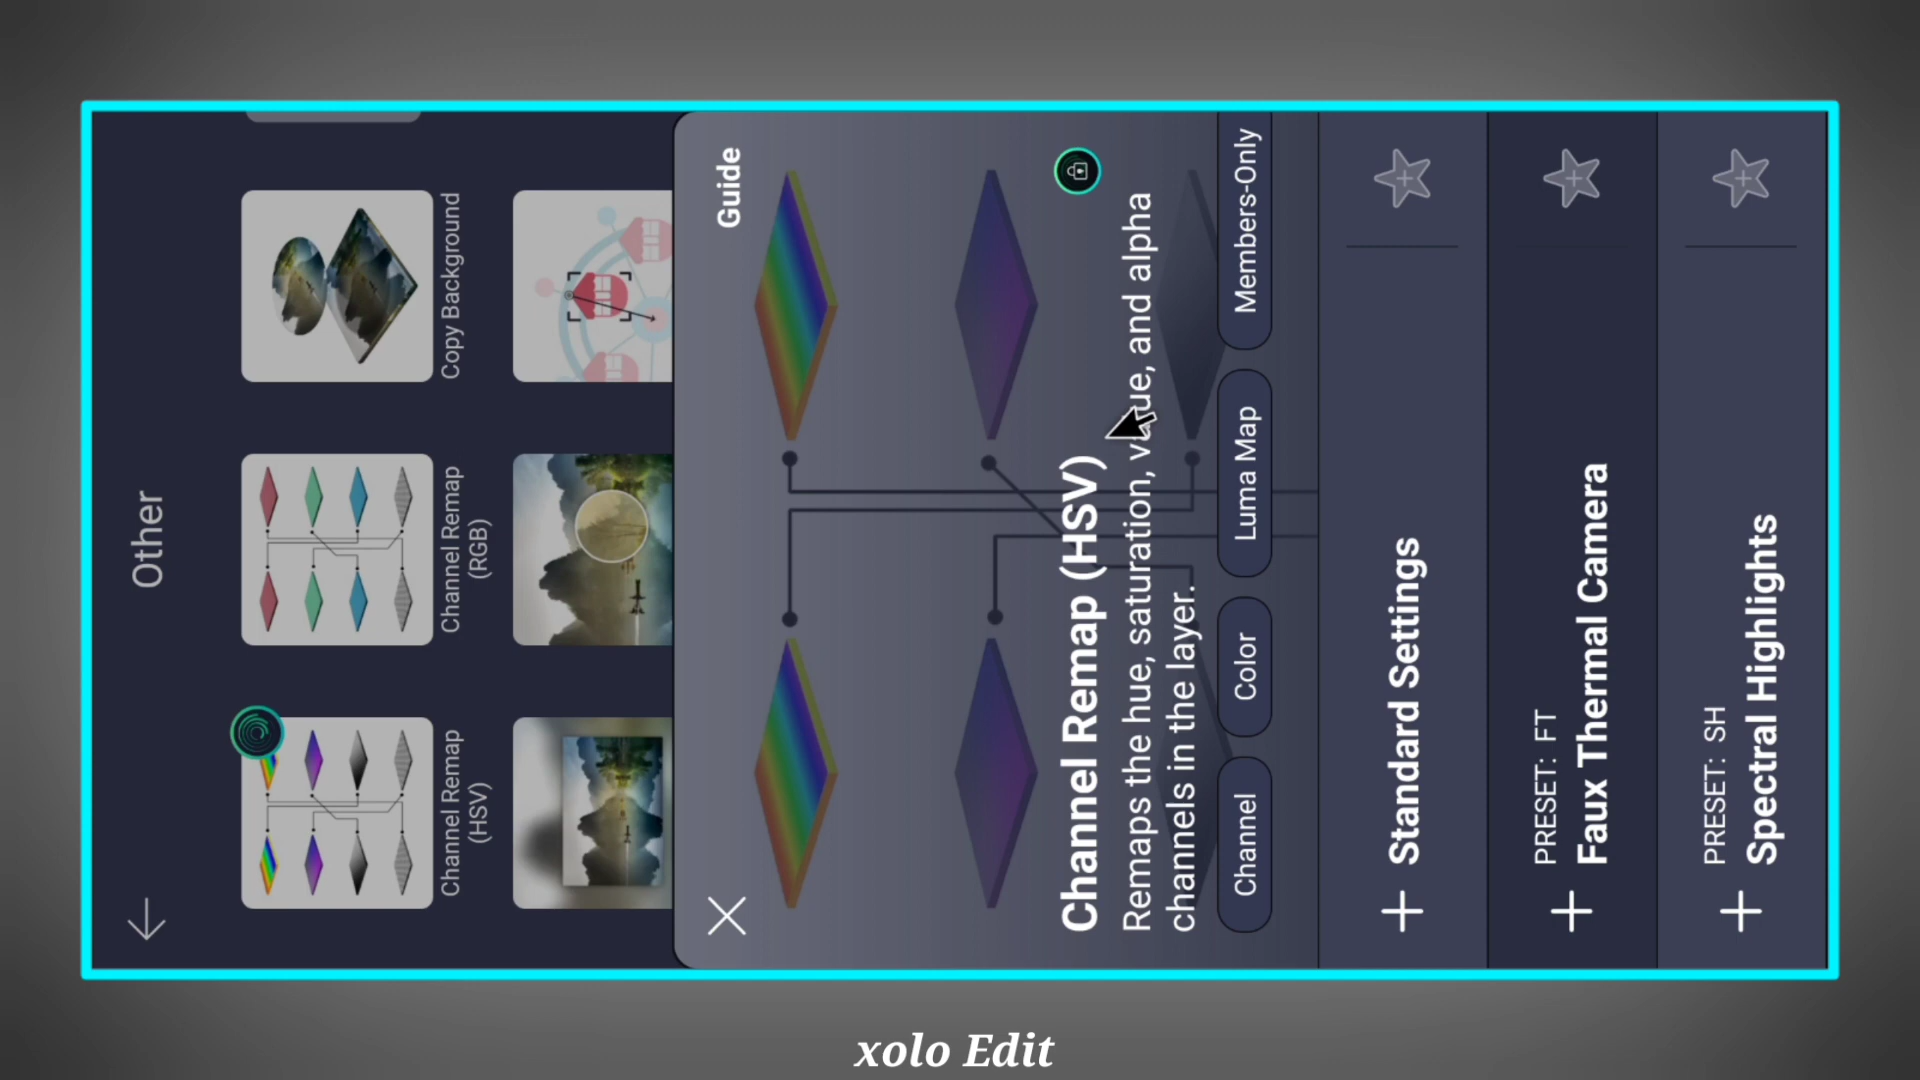 Other
Channel Remap
(HSV)
Channel Remap
(RGB)
Copy Background
Guide
Channel Remap (HSV)
Remaps the hue, saturation, value, and alpha
channels in the layer.
Channel
Color
Luma Map
Members-Only
Standard Settings
PRESET: FT
Faux Thermal Camera
PRESET: SH
Spectral Highlights
xolo Edit